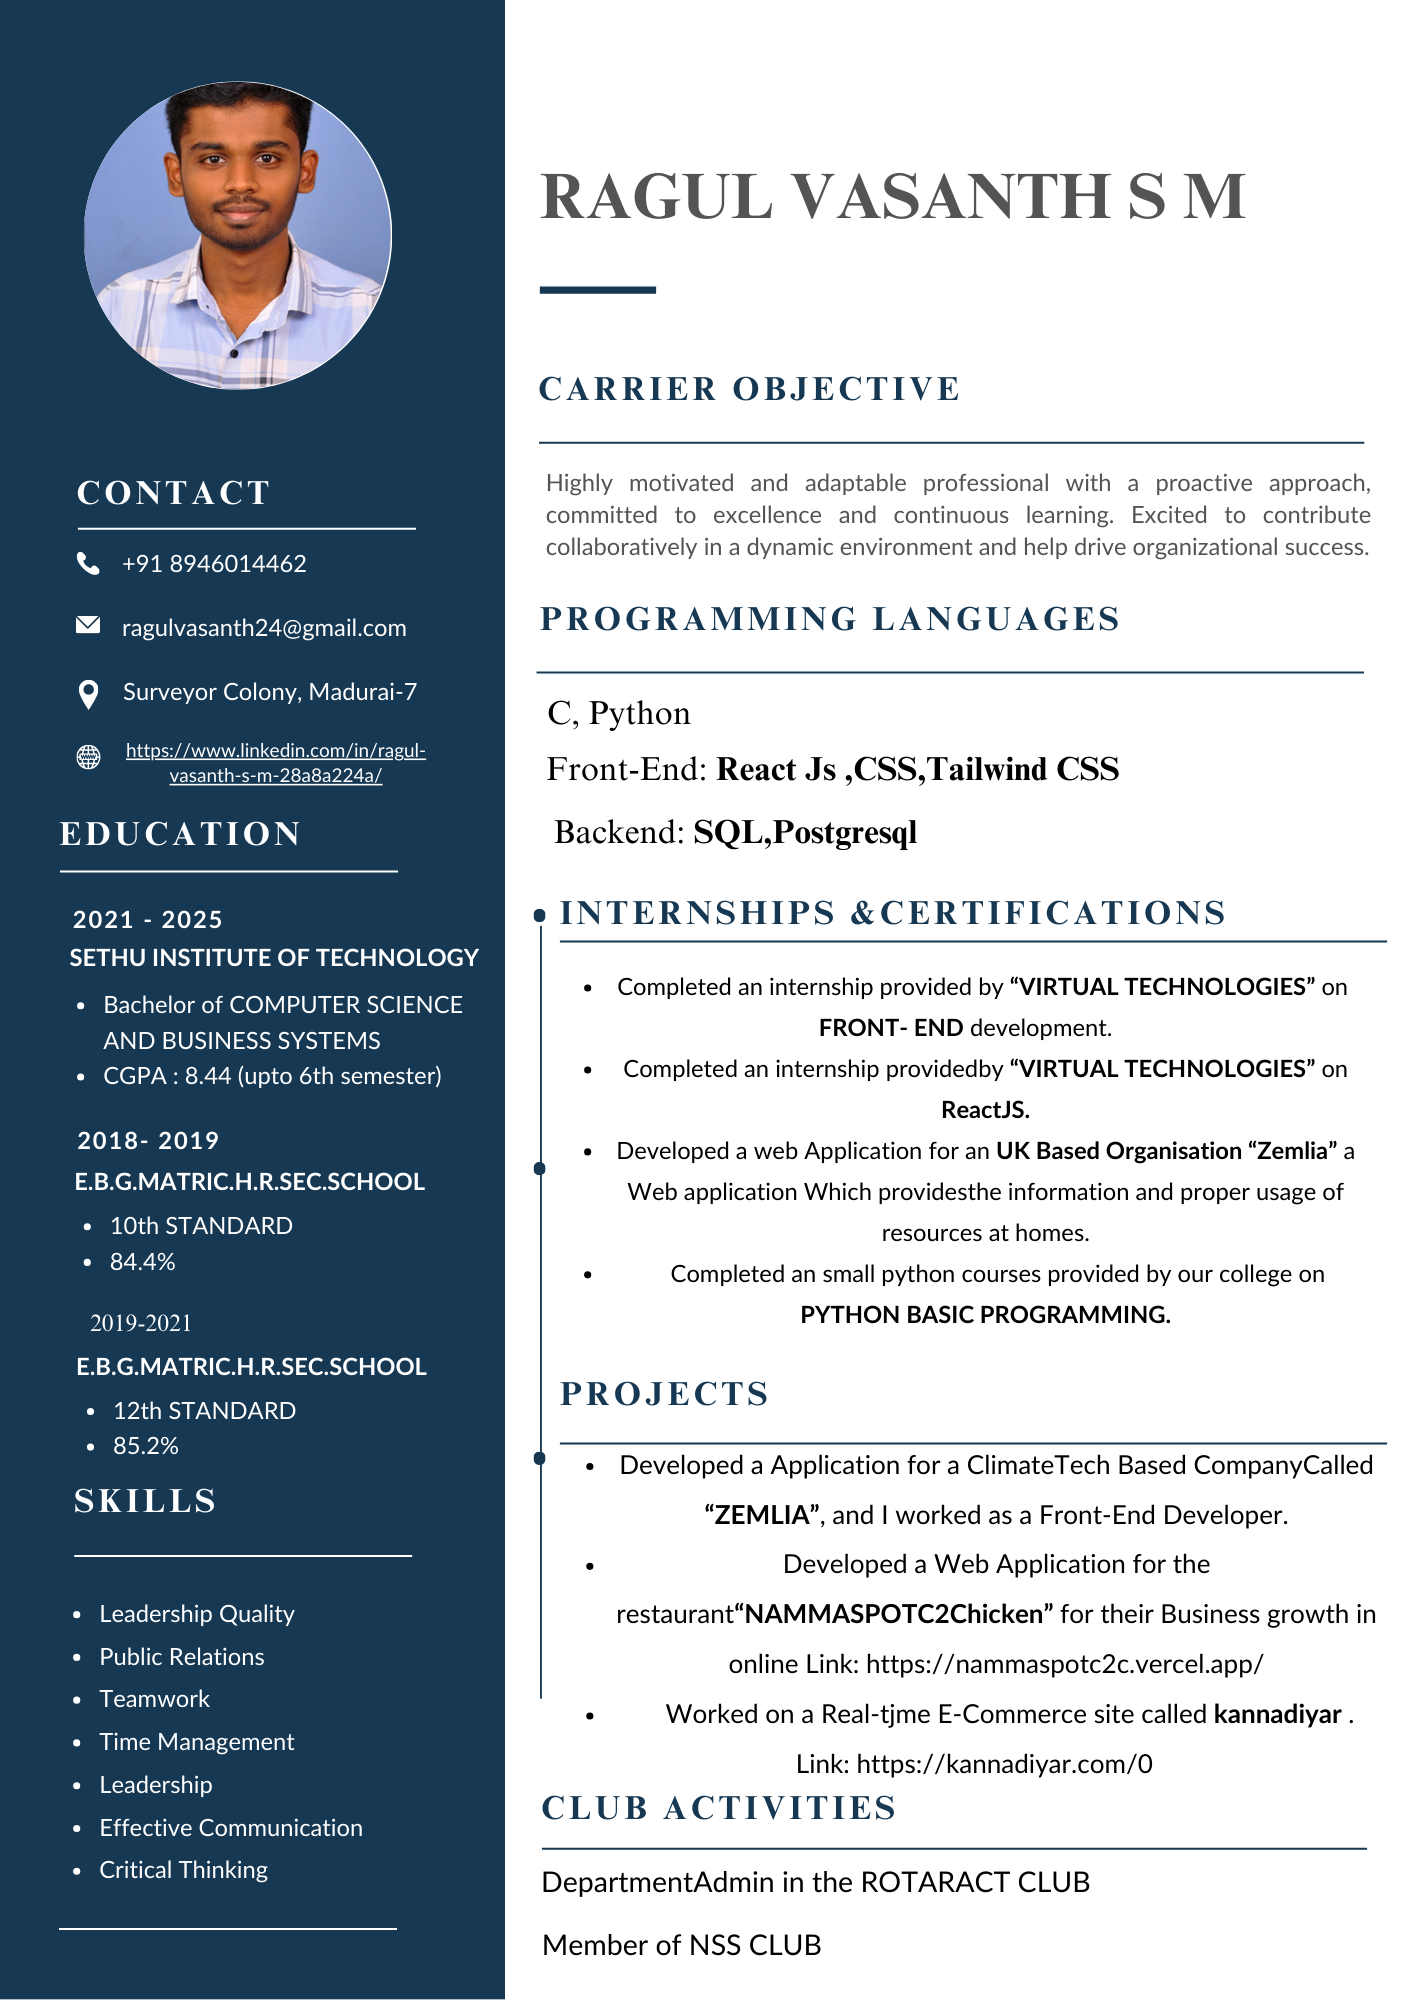 CONTACT
+91 8946014462
ragulvasanth24@gmail.com
Surveyor Colony, Madurai-7
https://www.linkedin.com/in/ragul-
vasanth-s-m-28a8a224a/
EDUCATION
2021 - 2025
SETHU INSTITUTE OF TECHNOLOGY
• Bachelor of COMPUTER SCIENCE
AND BUSINESS SYSTEMS
• CGPA : 8.44 (upto 6th semester)
2018- 2019
E.B.G.MATRIC.H.R.SEC.SCHOOL
• 10th STANDARD
• 84.4%
2019-2021
E.B.G.MATRIC.H.R.SEC.SCHOOL
• 12th STANDARD
• 85.2%
SKILLS
• Leadership Quality
• Public Relations
• Teamwork
• Time Management
• Leadership
• Effective Communication
• Critical Thinking
RAGUL VASANTH S M
CARRIER OBJECTIVE
Highly motivated and adaptable professional with a proactive approach,
committed to excellence and continuous learning. Excited to contribute
collaboratively in a dynamic environment and help drive organizational success.
PROGRAMMING LANGUAGES
C, Python
Front-End: React Js ,CSS,Tailwind CSS
Backend: SQL,Postgresql
INTERNSHIPS &CERTIFICATIONS
• Completed an internship provided by “VIRTUAL TECHNOLOGIES” on
FRONT- END development.
• Completed an internship providedby “VIRTUAL TECHNOLOGIES” on
ReactJS.
• Developed a web Application for an UK Based Organisation “Zemlia” a
Web application Which providesthe information and proper usage of
resources at homes.
• Completed an small python courses provided by our college on
PYTHON BASIC PROGRAMMING.
PROJECTS
• Developed a Application for a ClimateTech Based CompanyCalled
“ZEMLIA”, and I worked as a Front-End Developer.
• Developed a Web Application for the
restaurant“NAMMASPOTC2Chicken” for their Business growth in
online Link: https://nammaspotc2c.vercel.app/
• Worked on a Real-tjme E-Commerce site called kannadiyar .
Link: https://kannadiyar.com/0
CLUB ACTIVITIES
DepartmentAdmin in the ROTARACT CLUB
Member of NSS CLUB